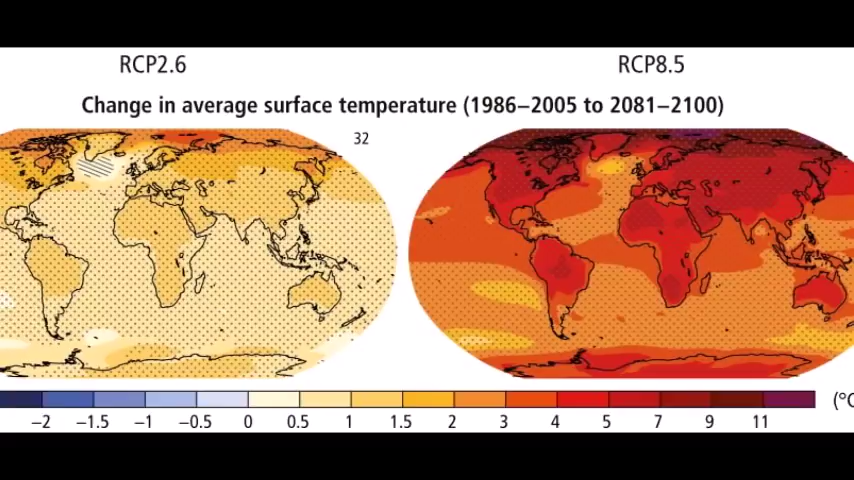 RCP2.6 RCP8.5
Change in average surface temperature (1986–2005 to 2081–2100)
32
−2 −1.5 −1 −0.5 0 0.5 1 1.5 2 3 4 5 7 9 11 (°C